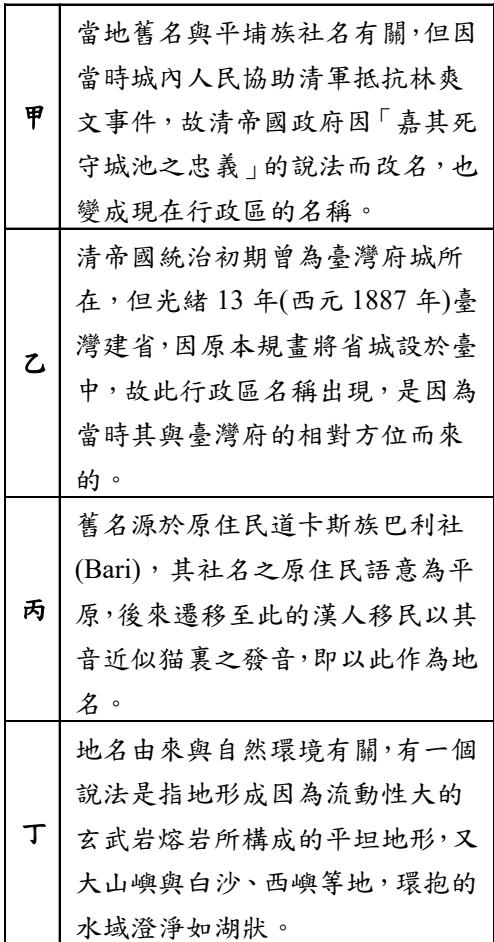 甲
當地舊名與平埔族社名有關,但因
當時城內人民協助清軍抵抗林爽
文事件,故清帝國政府因「嘉其死
守城池之忠義」的說法而改名,也
變成現在行政區的名稱。
乙
清帝國統治初期曾為臺灣府城所
在,但光緒 13 年(西元 1887 年)臺
灣建省,因原本規畫將省城設於臺
中,故此行政區名稱出現,是因為
當時其與臺灣府的相對方位而來
的。
丙
舊名源於原住民道卡斯族巴利社
(Bari),其社名之原住民語意為平
原,後來遷移至此的漢人移民以其
音近似猫裏之發音,即以此作為地
名。
丁
地名由來與自然環境有關,有一個
說法是指地形成因為流動性大的
玄武岩熔岩所構成的平坦地形,又
大山嶼與白沙、西嶼等地,環抱的
水域澄淨如湖狀。